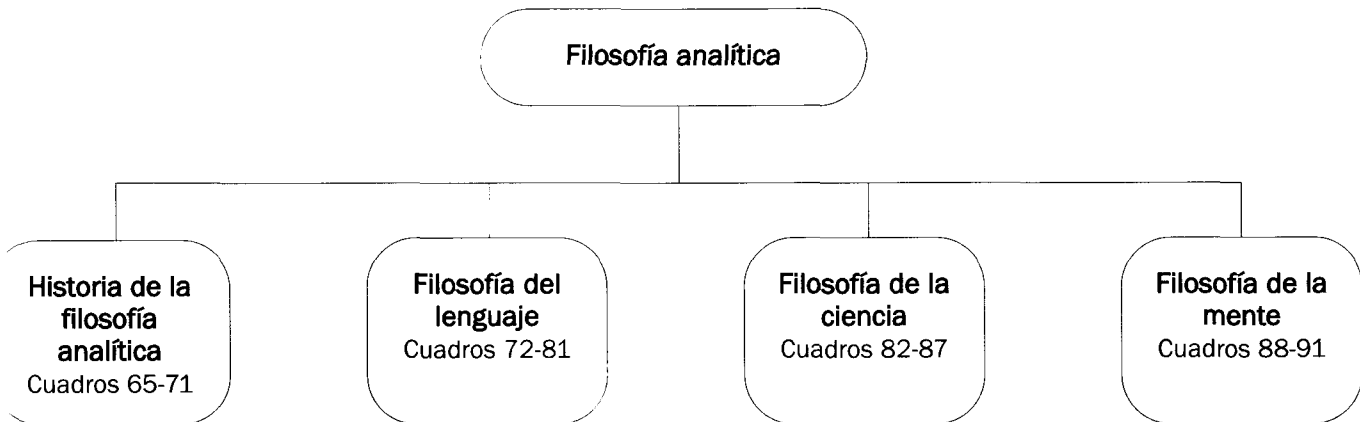 Filosofía analítica
Historia de la
filosofía
analítica
Cuadros 65-71
Filosofía del
lenguaje
Cuadros 72-81
Filosofía de la
ciencia
Cuadros 82-87
Filosofía de la
mente
Cuadros 88-91